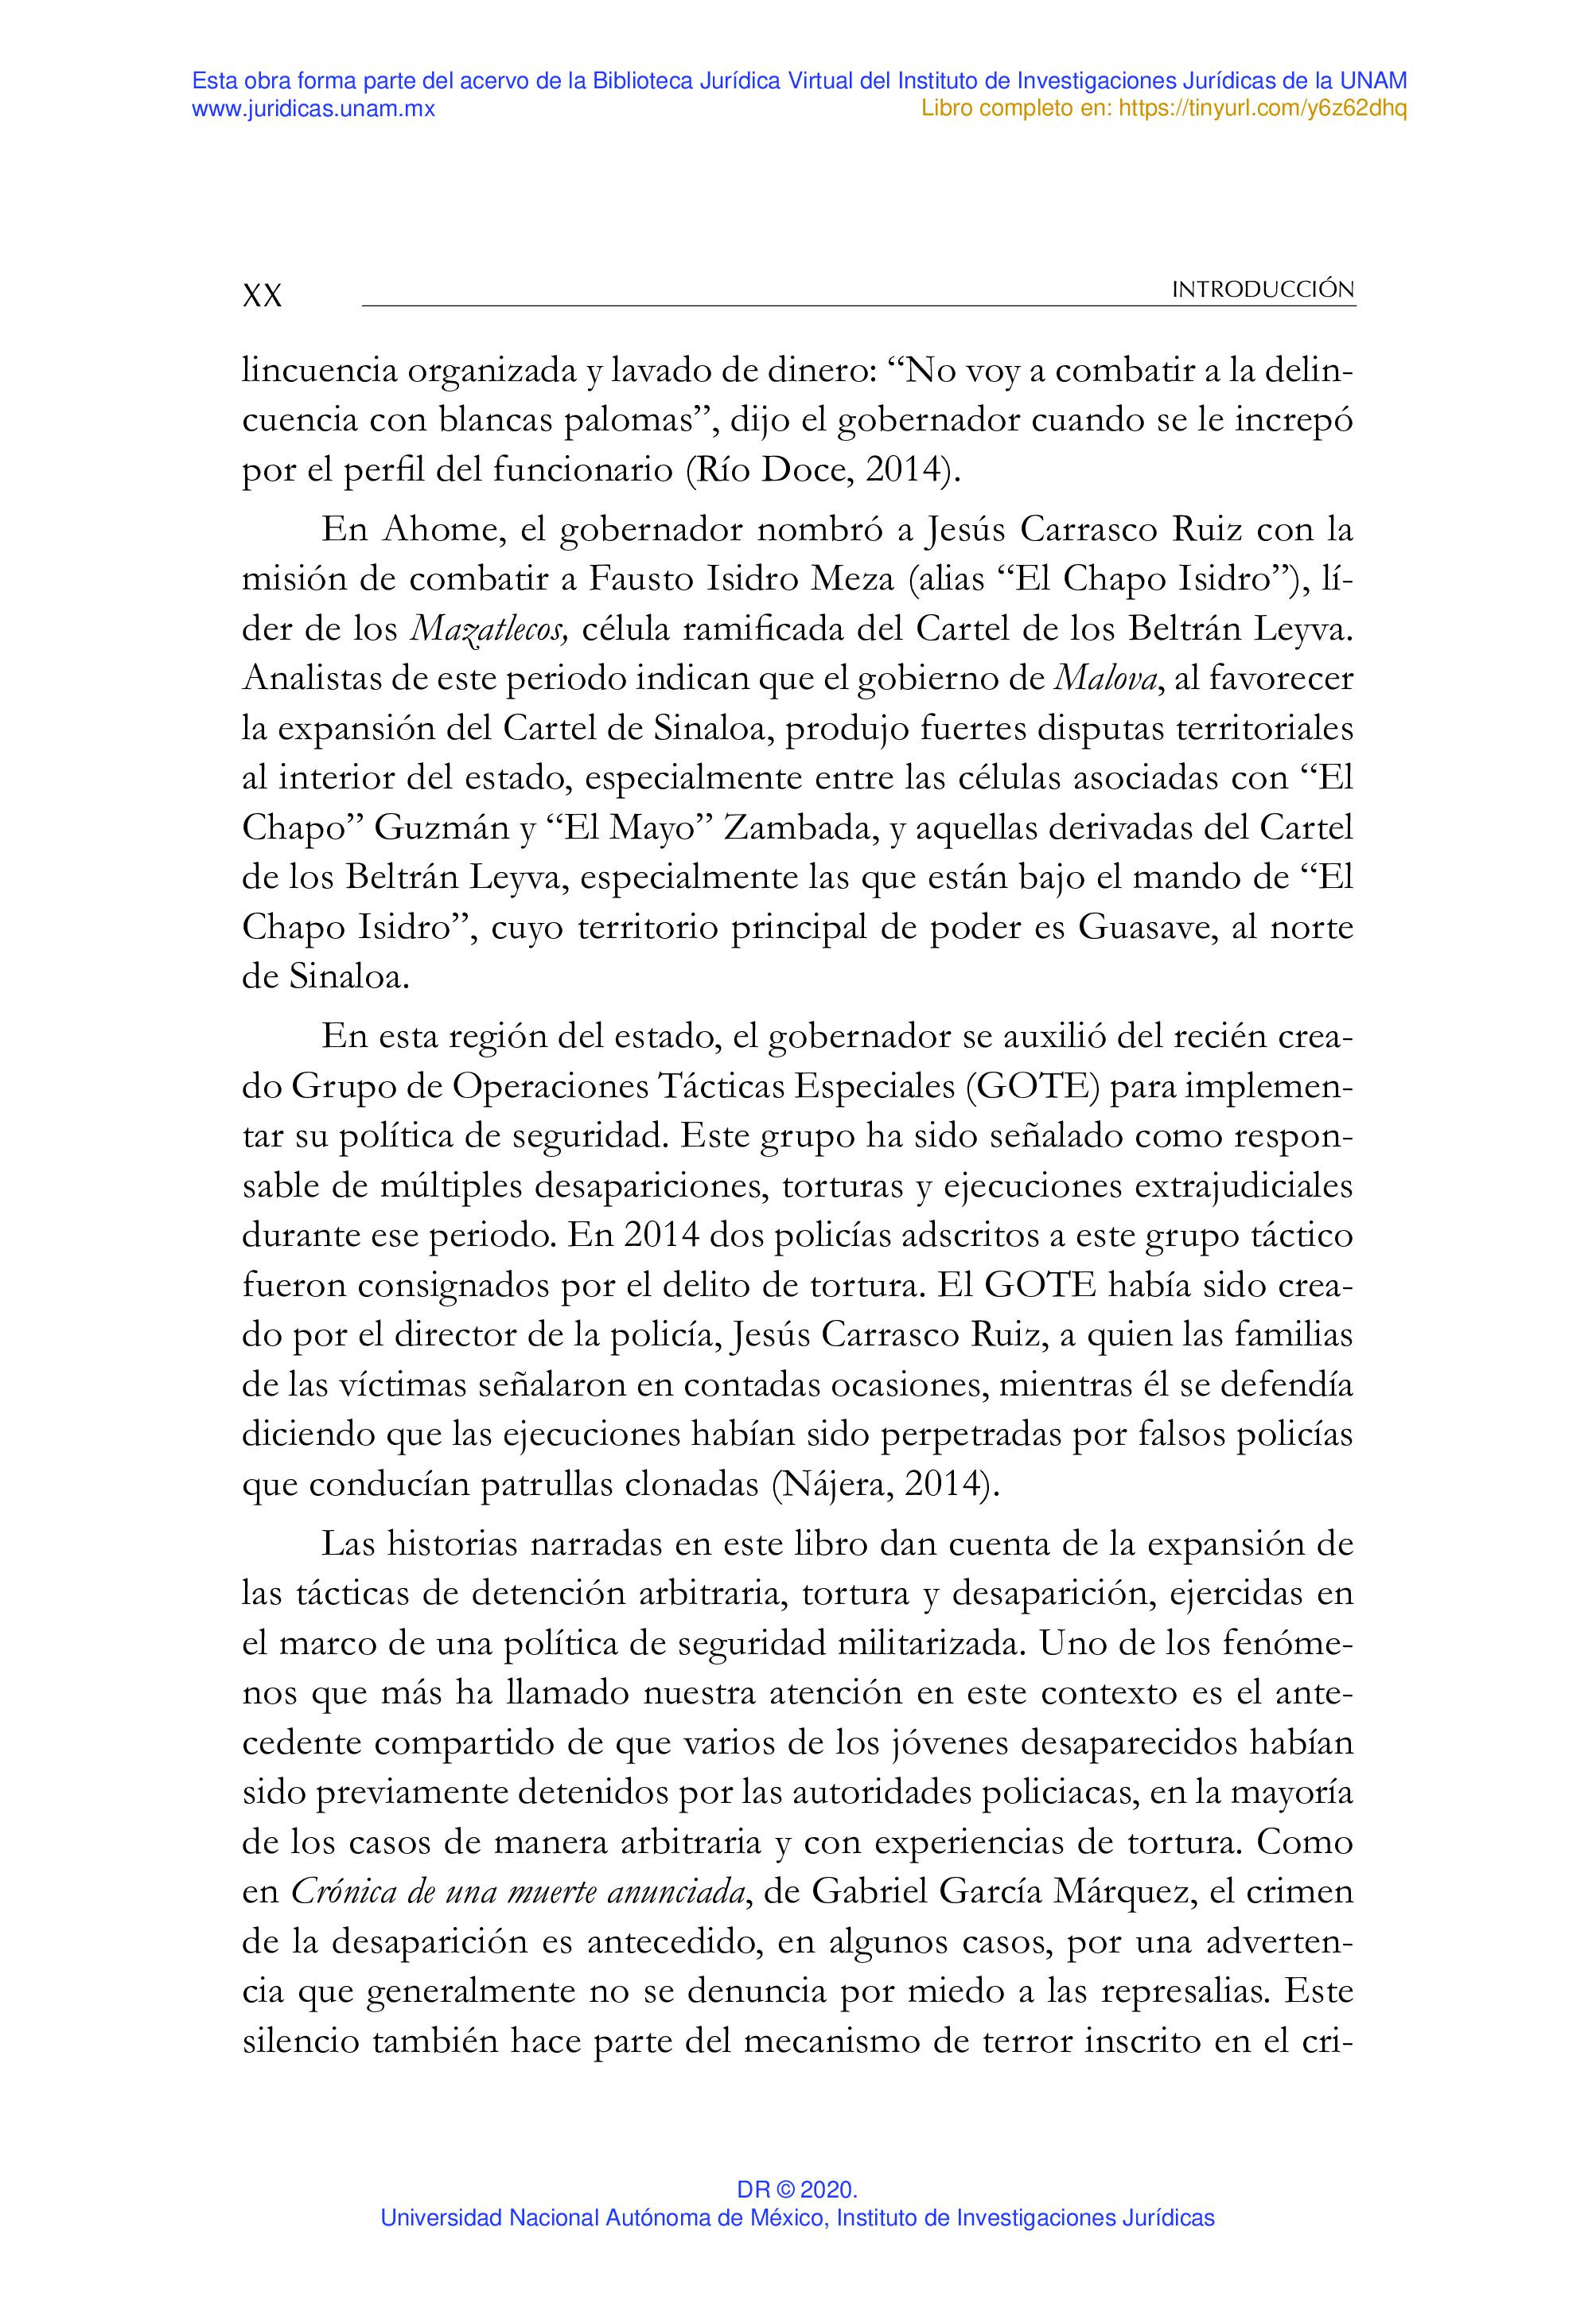 Esta obra forma parte del acervo de la Biblioteca Jurídica Virtual del Instituto de Investigaciones Jurídicas de la UNAM
www.juridicas.unam.mx
Libro completo en: https://tinyurl.com/y6z62dhq
XX
INTRODUCCIÓN
lincuencia organizada y lavado de dinero: “No voy a combatir a la delin-
cuencia con blancas palomas”, dijo el gobernador cuando se le increpó
por el perfil del funcionario (Río Doce, 2014).
En Ahome, el gobernador nombró a Jesús Carrasco Ruiz con la
misión de combatir a Fausto Isidro Meza (alias “El Chapo Isidro”), lí-
der de los Mazatlecos, célula ramificada del Cartel de los Beltrán Leyva.
Analistas de este periodo indican que el gobierno de Malova, al favorecer
la expansión del Cartel de Sinaloa, produjo fuertes disputas territoriales
al interior del estado, especialmente entre las células asociadas con “El
Chapo” Guzmán y “El Mayo” Zambada, y aquellas derivadas del Cartel
de los Beltrán Leyva, especialmente las que están bajo el mando de “El
Chapo Isidro”, cuyo territorio principal de poder es Guasave, al norte
de Sinaloa.
En esta región del estado, el gobernador se auxilió del recién crea-
do Grupo de Operaciones Tácticas Especiales (GOTE) para implemen-
tar su política de seguridad. Este grupo ha sido señalado como respon-
sable de múltiples desapariciones, torturas y ejecuciones extrajudiciales
durante ese periodo. En 2014 dos policías adscritos a este grupo táctico
fueron consignados por el delito de tortura. El GOTE había sido crea-
do por el director de la policía, Jesús Carrasco Ruiz, a quien las familias
de las víctimas señalaron en contadas ocasiones, mientras él se defendía
diciendo que las ejecuciones habían sido perpetradas por falsos policías
que conducían patrullas clonadas (Nájera, 2014).
Las historias narradas en este libro dan cuenta de la expansión de
las tácticas de detención arbitraria, tortura y desaparición, ejercidas en
el marco de una política de seguridad militarizada. Uno de los fenóme-
nos que más ha llamado nuestra atención en este contexto es el ante-
cedente compartido de que varios de los jóvenes desaparecidos habían
sido previamente detenidos por las autoridades policiacas, en la mayoría
de los casos de manera arbitraria y con experiencias de tortura. Como
en Crónica de una muerte anunciada, de Gabriel García Márquez, el crimen
de la desaparición es antecedido, en algunos casos, por una adverten-
cia que generalmente no se denuncia por miedo a las represalias. Este
silencio también hace parte del mecanismo de terror inscrito en el cri-
DR © 2020.
Universidad Nacional Autónoma de México, Instituto de Investigaciones Jurídicas